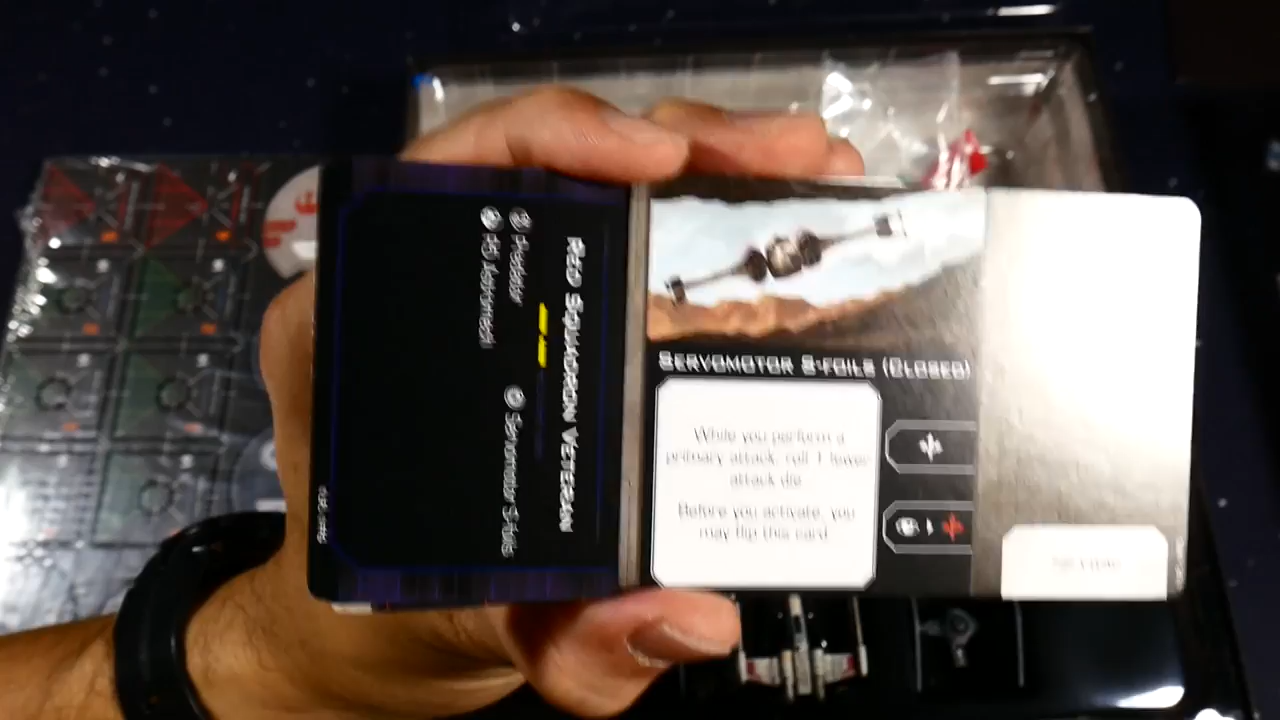 Red Squadron Veteran
Predator
R5 Astromech
Servomotor S-foils
Servomotor S-foils (Closed)
While you perform a
primary attack, roll 1 fewer
attack die.
Before you activate, you
may flip this card.